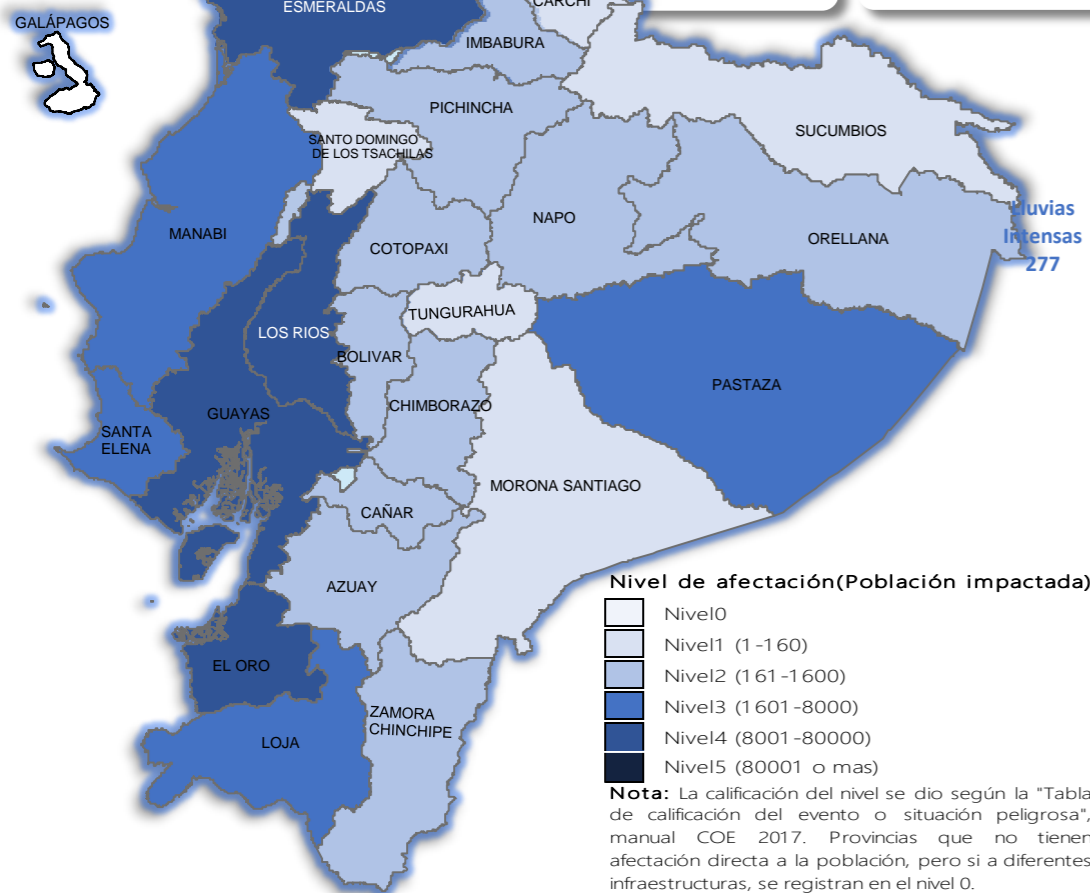 ESMERALDAS
CARCHI
GALÁPAGOS
IMBABURA
PICHINCHA
SUCUMBIOS
SANTO DOMINGO
DE LOS TSACHILAS
NAPO
MANABI
ORELLANA
Lluvias
Intensas
277
COTOPAXI
TUNGURAHUA
LOS RIOS
BOLIVAR
PASTAZA
CHIMBORAZO
GUAYAS
SANTA
ELENA
MORONA SANTIAGO
CAÑAR
AZUAY
EL ORO
ZAMORA
CHINCHIPE
LOJA
Nivel de afectación(Población impactada)
Nivel0
Nivel1 (1-160)
Nivel2 (161-1600)
Nivel3 (1601-8000)
Nivel4 (8001-80000)
Nivel5 (80001 o mas)
Nota: La calificación del nivel se dio según la "Tabla
de calificación del evento o situación peligrosa",
manual COE 2017. Provincias que no tienen
afectación directa a la población, pero si a diferentes
infraestructuras, se registran en el nivel 0.